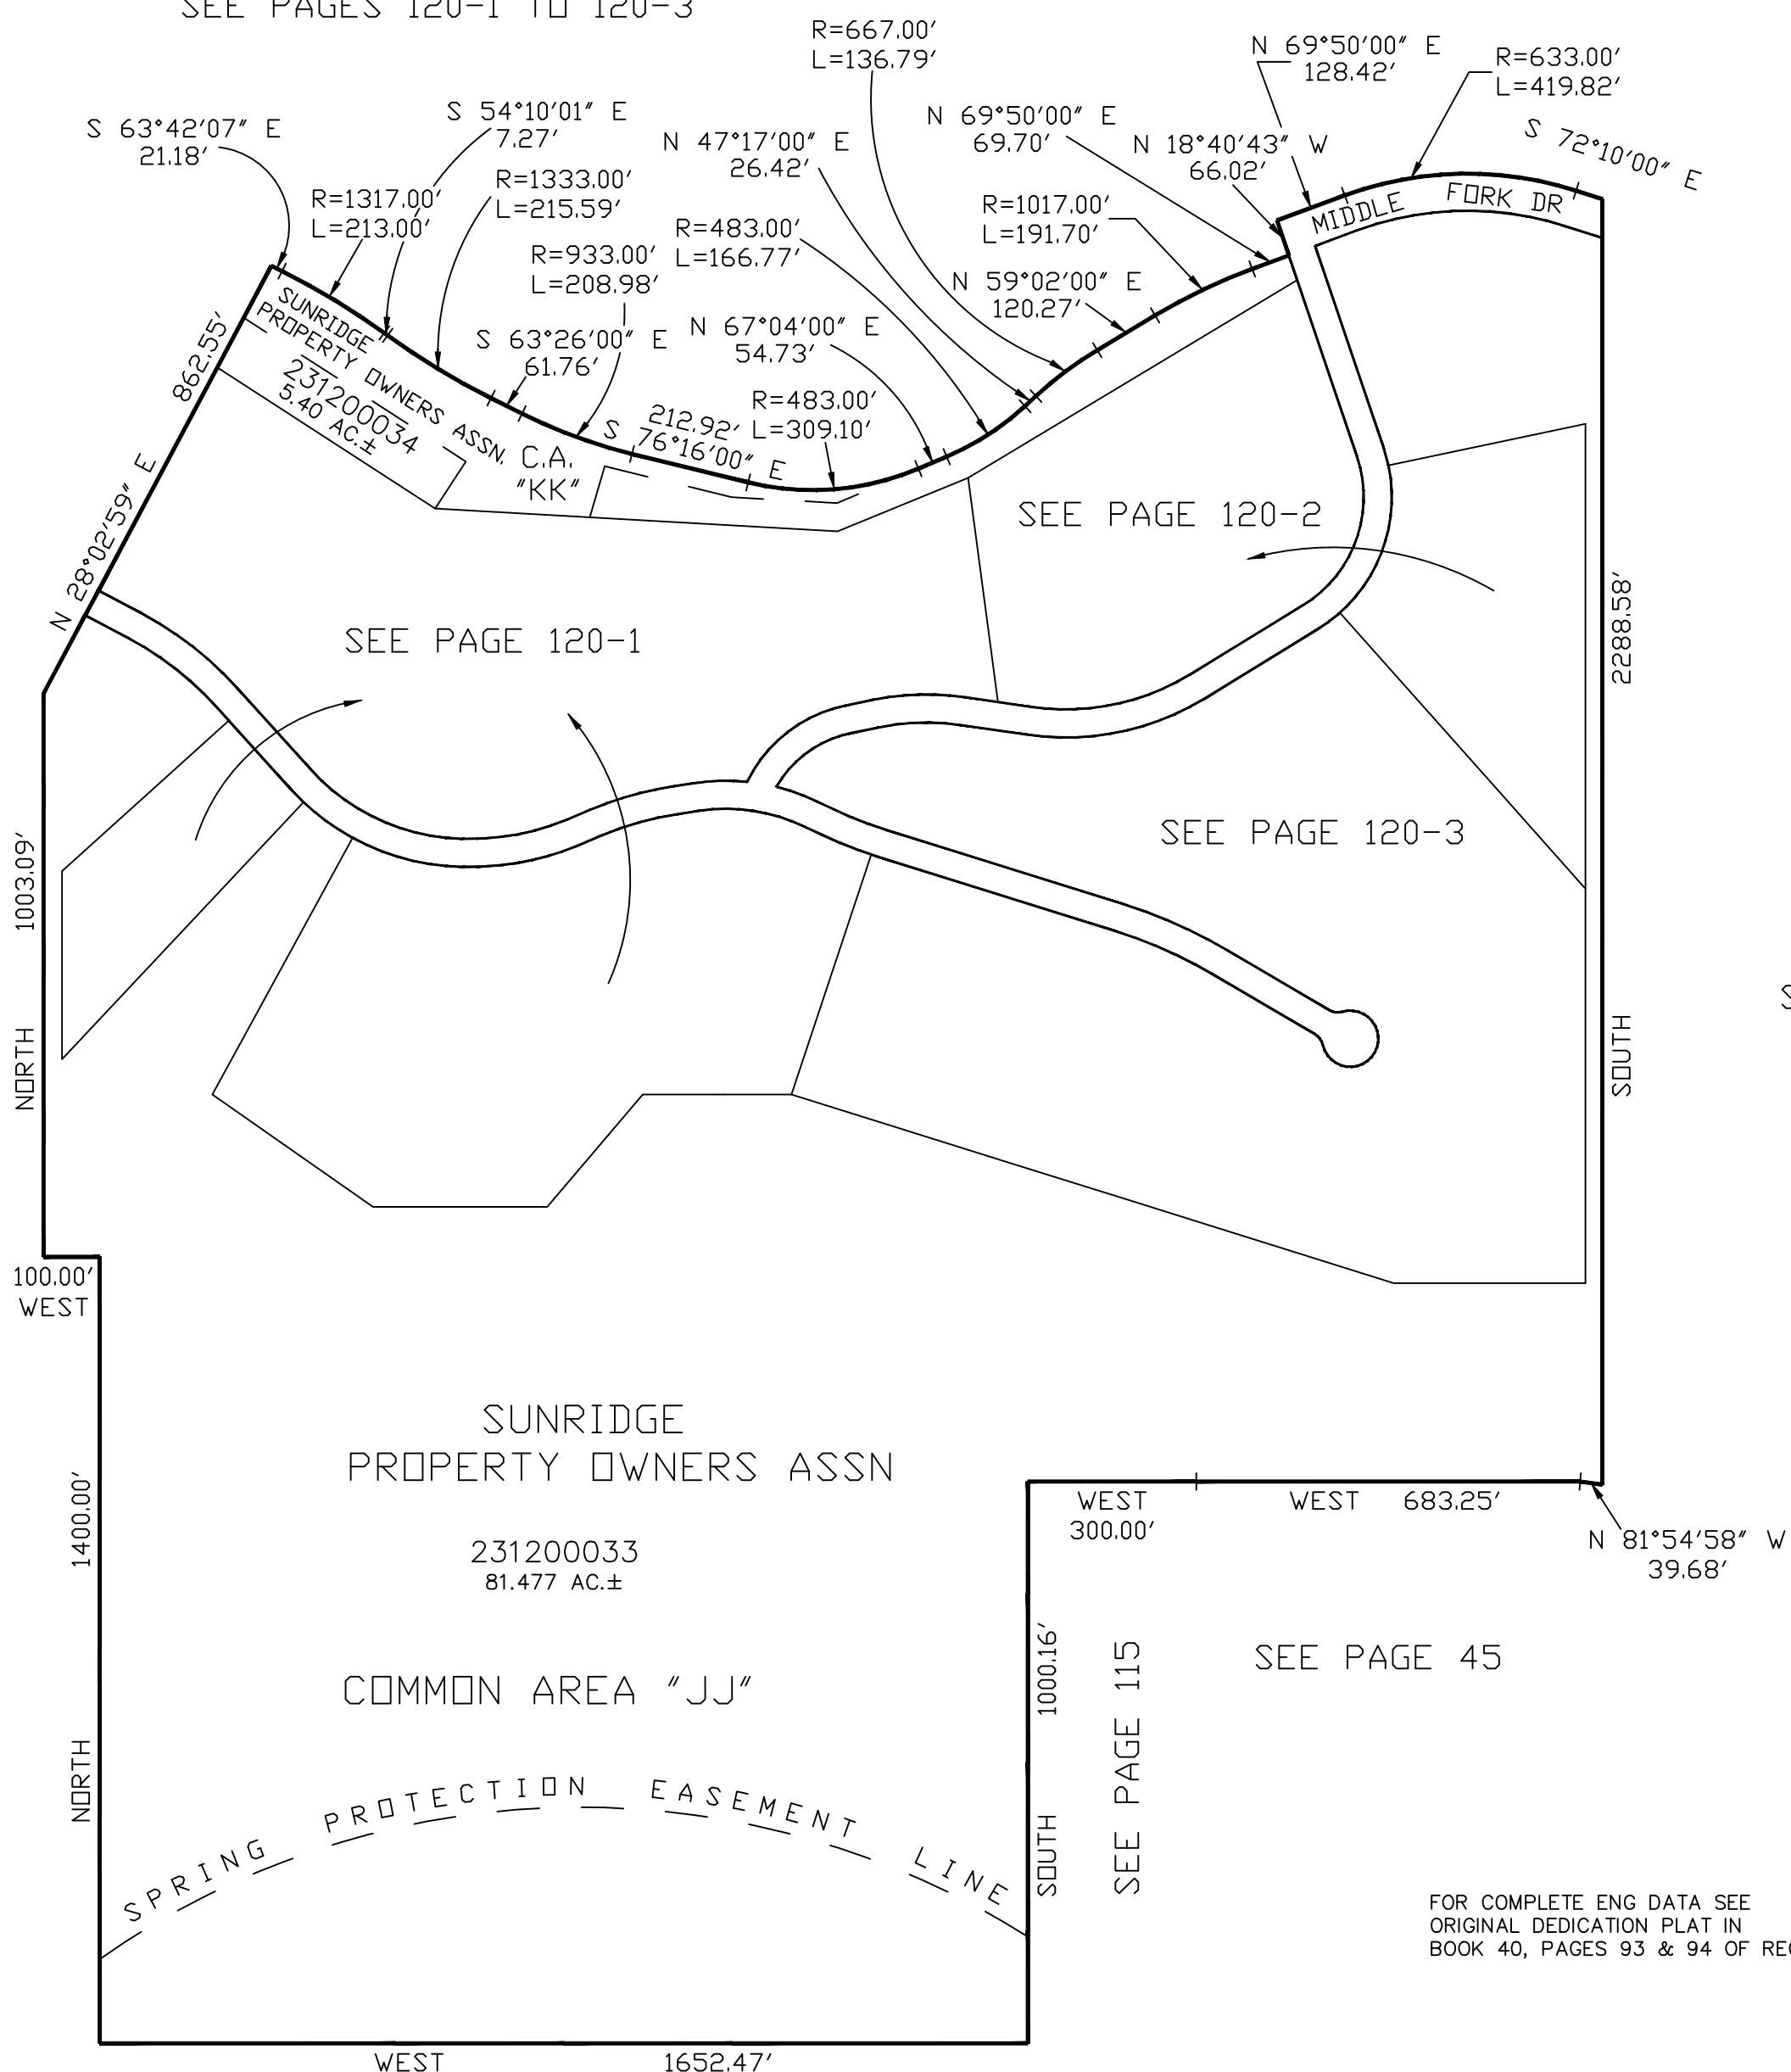 SEE PAGES 120-1 TO 120-3
R=667.00'
L=136.79'
N 69°50'00" E
128.42'
R=633.00'
L=419.82'
S 72°10'00" E
S 63°42'07" E
21.18'
S 54°10'01" E
7.27'
N 47°17'00" E
26.42'
N 69°50'00" E
69.70'
N 18°40'43" W
66.02'
R=1317.00'
L=213.00'
R=1333.00'
L=215.59'
R=483.00'
L=166.77'
R=1017.00'
L=191.70'
MIDDLE FORK DR
R=933.00'
L=208.98'
N 59°02'00" E
120.27'
S 63°26'00" E
61.76'
N 67°04'00" E
54.73'
R=483.00'
L=309.10'
212.92'
S 76°16'00" E
SUNRIDGE
PROPERTY OWNERS ASSN.
231200034
5.40 AC.±
C.A.
"KK"
862.55'
N 28°02'59" E
SEE PAGE 120-2
SEE PAGE 120-1
2288.58'
SOUTH
SEE PAGE 120-3
1003.09'
NORTH
100.00'
WEST
SUNRIDGE
PROPERTY OWNERS ASSN
231200033
81.477 AC.±
COMMON AREA "JJ"
1400.00'
NORTH
WEST
300.00'
WEST 683.25'
N 81°54'58" W
39.68'
1000.16'
SOUTH
SEE PAGE 115
SEE PAGE 45
SPRING PROTECTION EASEMENT LINE
FOR COMPLETE ENG DATA SEE
ORIGINAL DEDICATION PLAT IN
BOOK 40, PAGES 93 & 94 OF
WEST 1652.47'